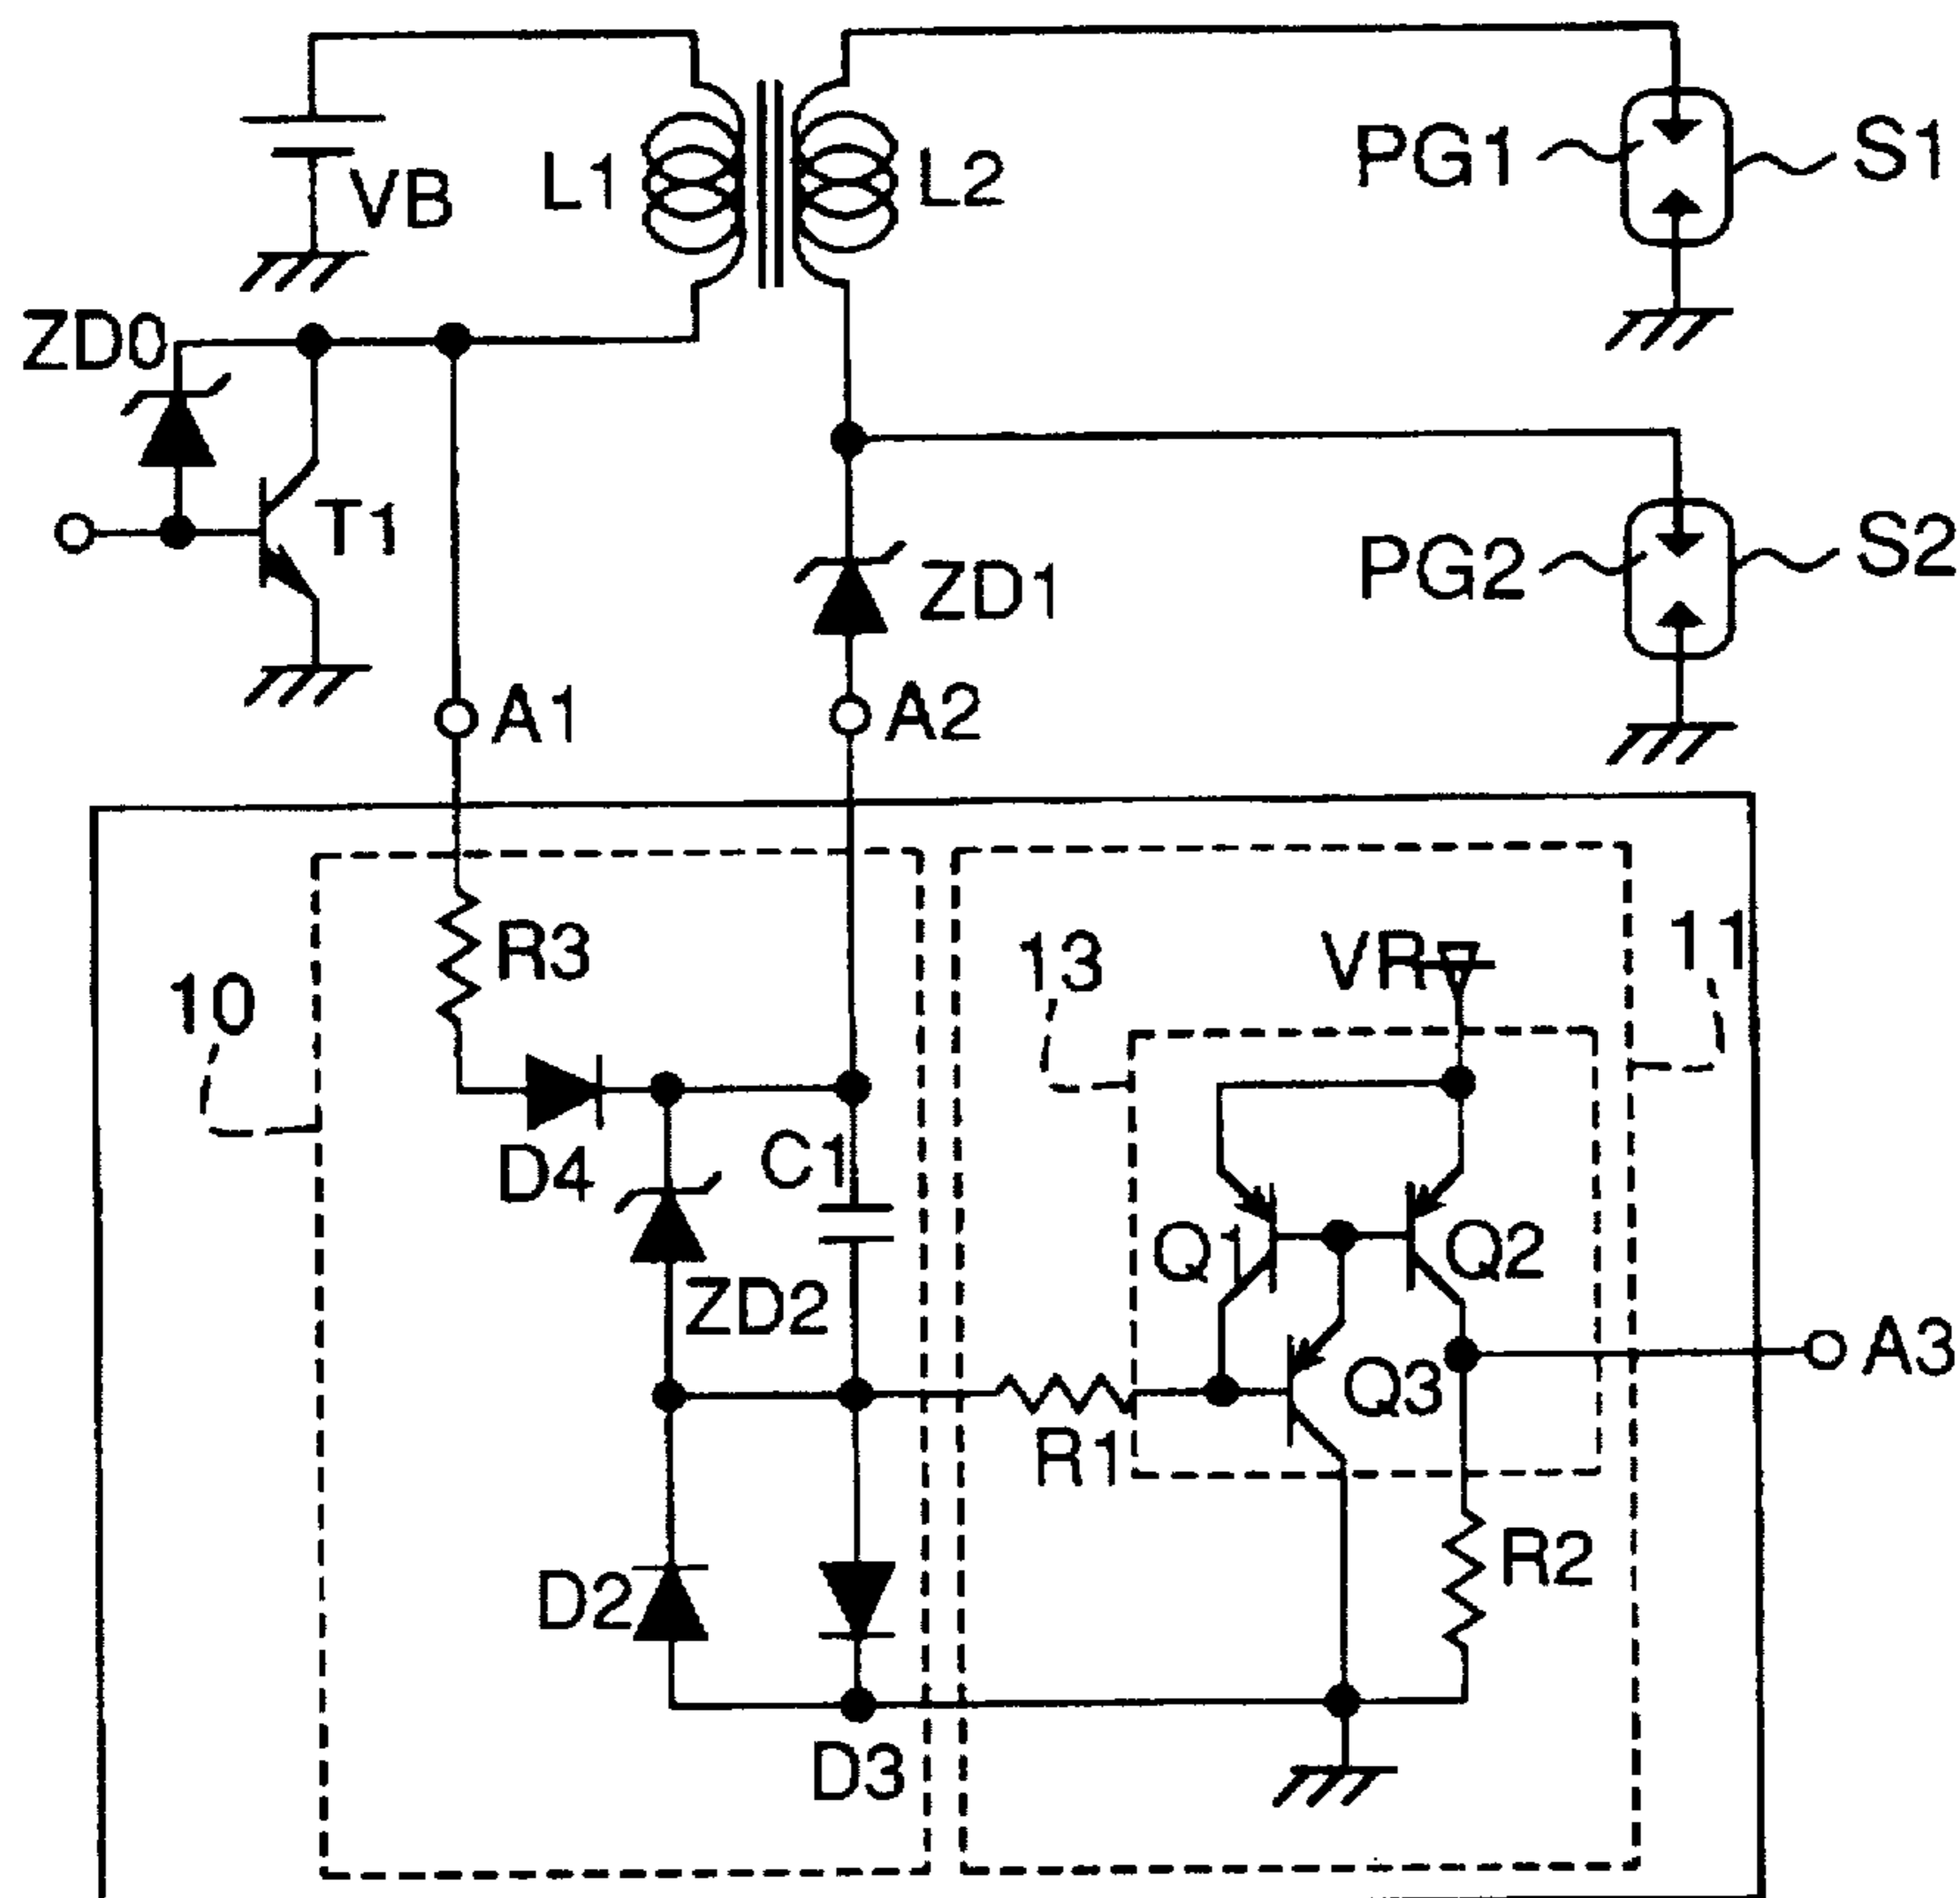 L1
L2
PG1
S1
VB
ZD0
T1
ZD1
PG2
S2
A1
A2
R3
10
13
VR
11
D4
C1
Q1
Q2
ZD2
Q3
A3
R1
D2
R2
D3